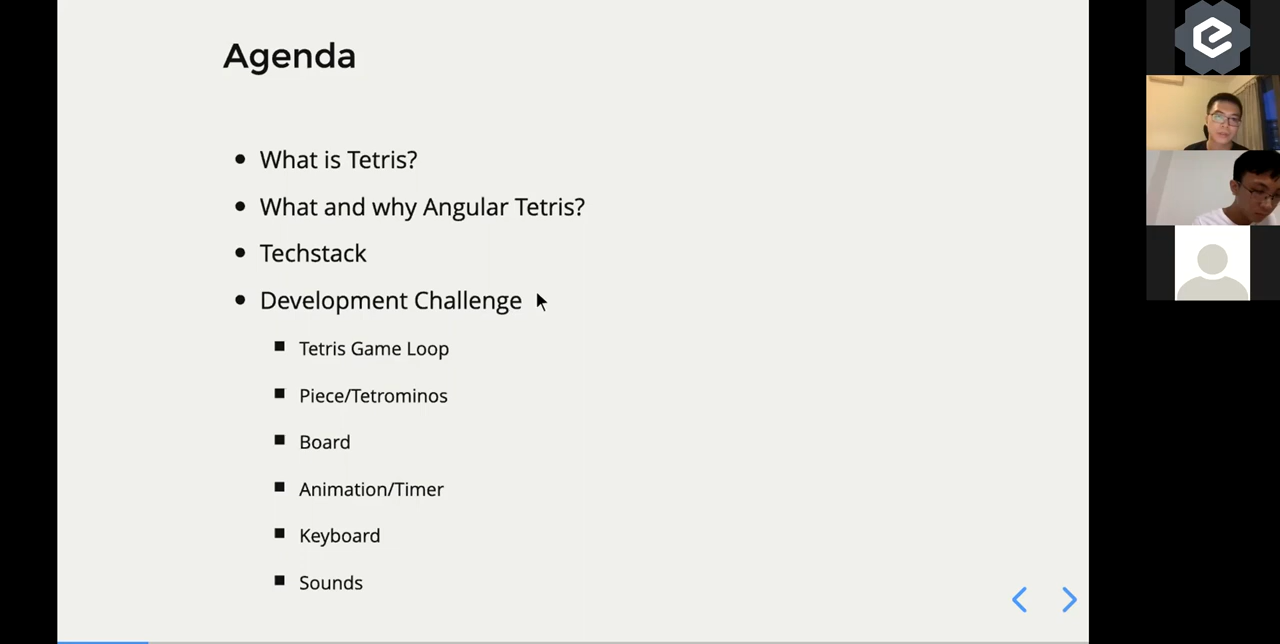 Agenda
What is Tetris?
What and why Angular Tetris?
Techstack
Development Challenge
Tetris Game Loop
Piece/Tetrominos
Board
Animation/Timer
Keyboard
Sounds